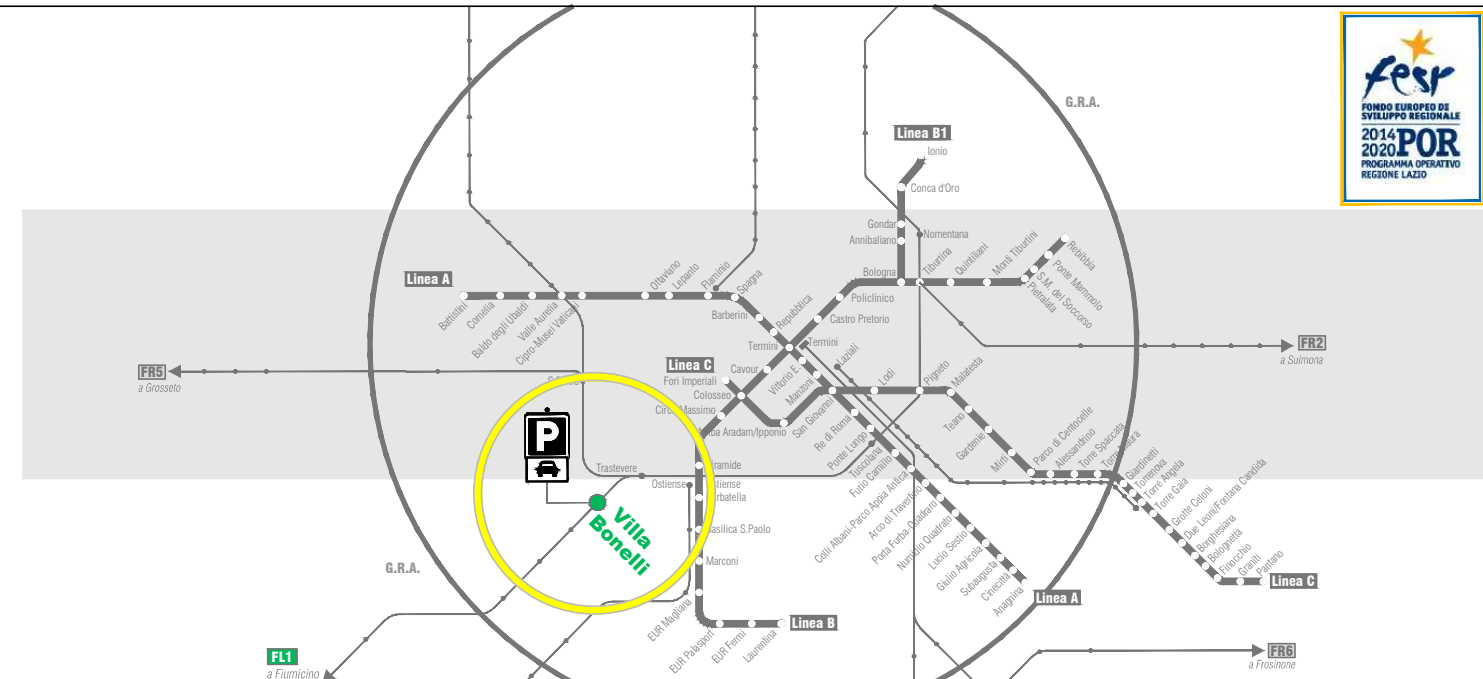 fesr
FONDO EUROPEO DI
SVILUPPO REGIONALE
2014
2020 POR
PROGRAMMA OPERATIVO
REGIONE LAZIO
G.R.A.
Linea B1
Ionio
Conca d'Oro
Gondar
Annibaliano
Nomentana
Bologna
Tiburtina
Quintiliani
Monti Tiburtini
Rebibbia
Ponte Mammolo
S.M. del Soccorso
Pietralata
Policlinico
Castro Pretorio
Linea A
Battistini
Cornelia
Baldo degli Ubaldi
Valle Aurelia
Cipro-Musei Vaticani
Ottaviano
Lepanto
Flaminio
Spagna
Barberini
Repubblica
Termini
Termini
Laziali
FR2
a Sulmona
FR5
a Grosseto
Linea C
Fori Imperiali
Cavour
Colosseo
Circo Massimo
Vittorio E.
Manzoni
San Giovanni
Lodi
Pigneto
Malatesta
Teano
Gardenie
Mirti
Parco di Centocelle
Alessandrino
Torre Spaccata
Torre Maura
Giardinetti
Torrenova
Torre Angela
Torre Gaia
Grotte Celoni
Due Leoni/Fontana Candida
Borghesiana
Bolognetta
Finocchio
Graniti
Pantano
Linea C
Re di Roma
Ponte Lungo
Tuscolana
Furio Camillo
Colli Albani-Parco Appia Antica
Arco di Travertino
Porta Furba-Quadraro
Numidio Quadrato
Lucio Sestio
Giulio Agricola
Subaugusta
Cinecittà
Anagnina
Linea A
P
Trastevere
Ostiense
Villa
Bonelli
Basilica S.Paolo
Marconi
EUR Magliana
EUR Palasport
EUR Fermi
Laurentina
Linea B
G.R.A.
FL1
a Fiumicino
FR6
a Frosinone